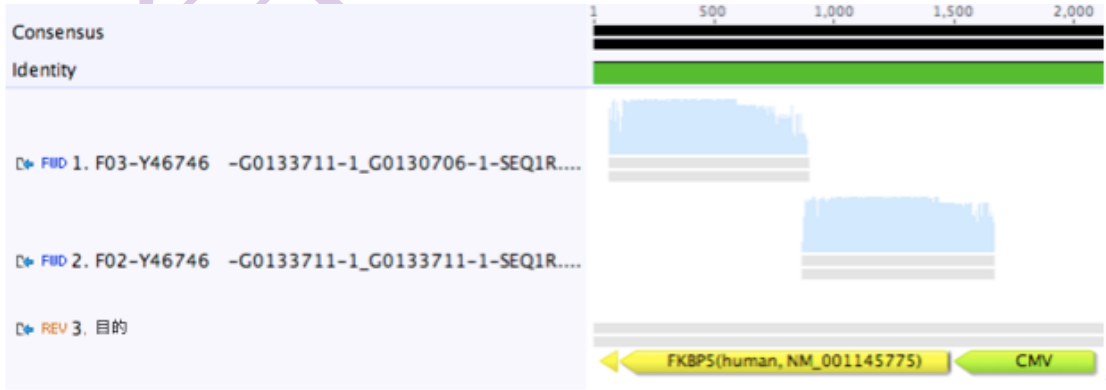 1 500 1,000 1,500 2,000
Consensus
Identity
FWD 1. F03-Y46746 -G0133711-1_G0130706-1-SEQ1R....
FWD 2. F02-Y46746 -G0133711-1_G0133711-1-SEQ1R....
REV 3. 目的
FKBP5(human, NM_001145775) CMV